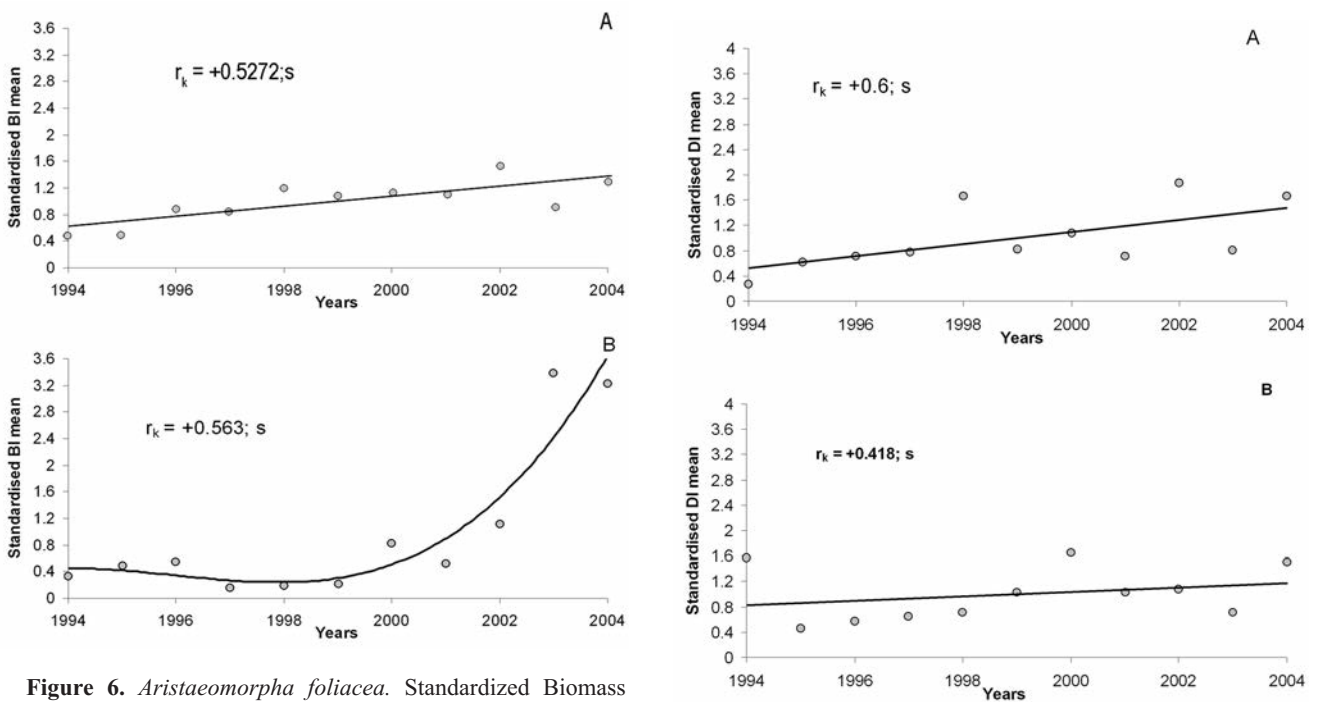 A
3.6
3.2
2.8
2.4
2
1.6
1.2
0.8
0.4
0
Standardised BI mean
rk = +0.5272;s
1994 1996 1998 2000 2002 2004
Years
B
3.6
3.2
2.8
2.4
2
1.6
1.2
0.8
0.4
0
Standardised BI mean
rk = +0.563; s
1994 1996 1998 2000 2002 2004
Years
Figure 6. Aristaeomorpha foliacea. Standardized Biomass
A
4
3.6
3.2
2.8
2.4
2
1.6
1.2
0.8
0.4
0
Standardised DI mean
rk = +0.6; s
1994 1996 1998 2000 2002 2004
Years
B
4
3.6
3.2
2.8
2.4
2
1.6
1.2
0.8
0.4
0
Standardised DI mean
rk = +0.418; s
1994 1996 1998 2000 2002 2004
Years